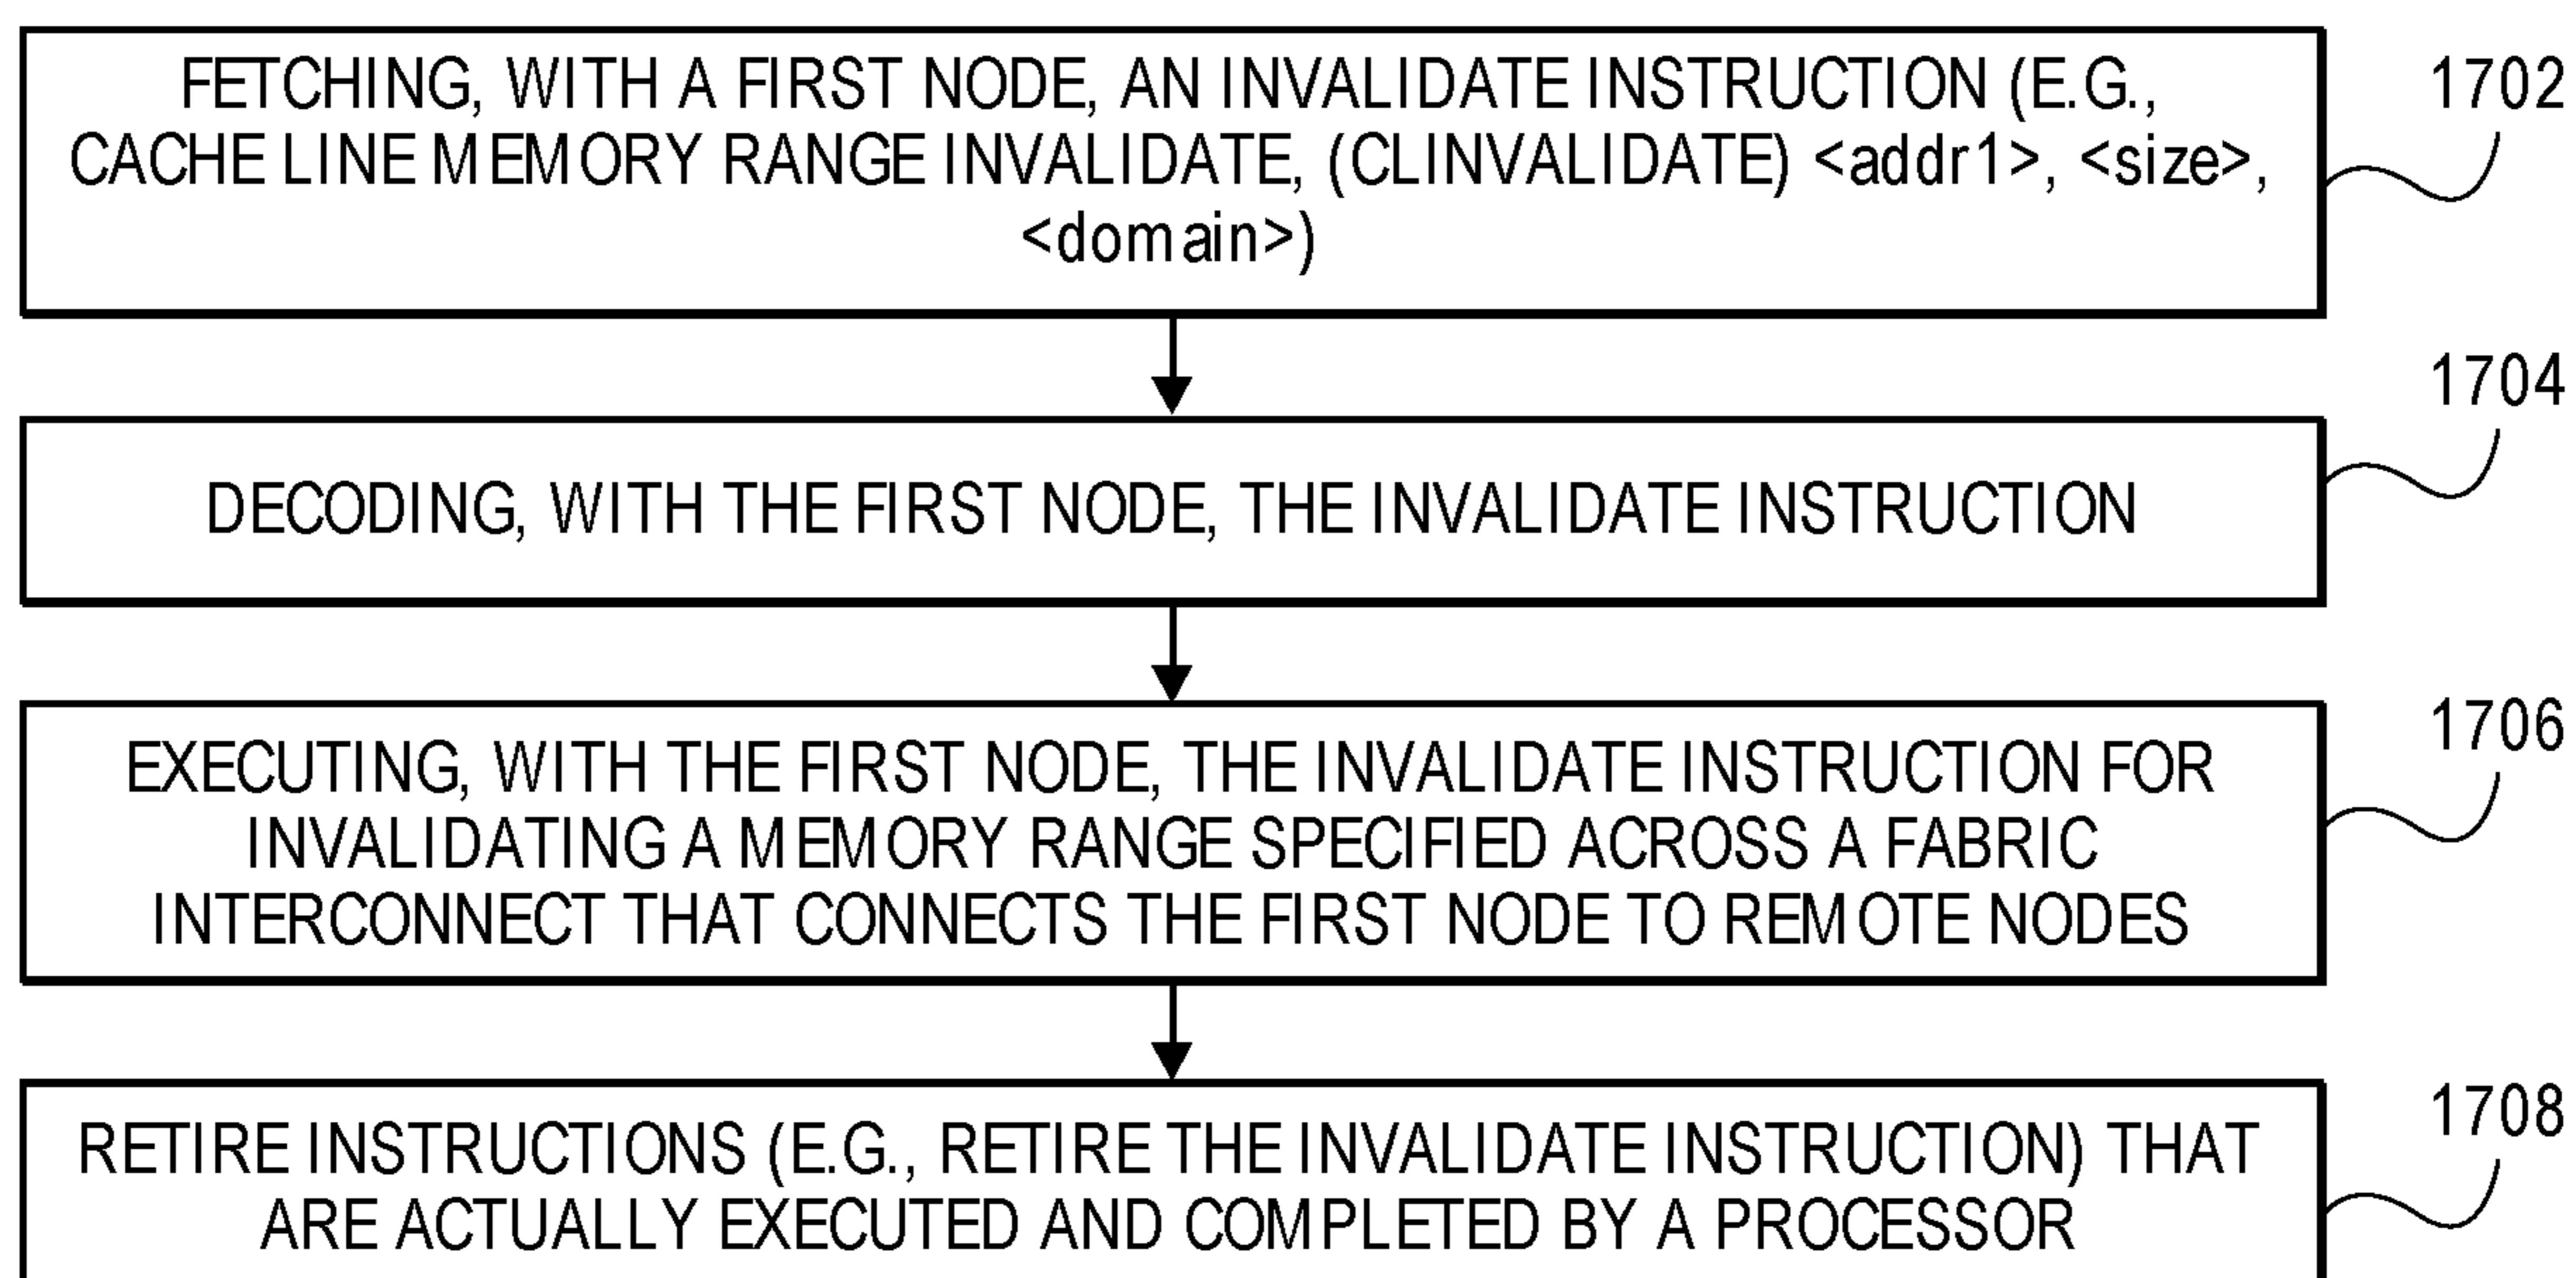 FETCHING, WITH A FIRST NODE, AN INVALIDATE INSTRUCTION (E.G.,
CACHE LINE MEMORY RANGE INVALIDATE, (CLINVALIDATE) <addr1>, <size>,
<domain>)
1702
1704
DECODING, WITH THE FIRST NODE, THE INVALIDATE INSTRUCTION
1706
EXECUTING, WITH THE FIRST NODE, THE INVALIDATE INSTRUCTION FOR
INVALIDATING A MEMORY RANGE SPECIFIED ACROSS A FABRIC
INTERCONNECT THAT CONNECTS THE FIRST NODE TO REMOTE NODES
1708
RETIRE INSTRUCTIONS (E.G., RETIRE THE INVALIDATE INSTRUCTION) THAT
ARE ACTUALLY EXECUTED AND COMPLETED BY A PROCESSOR